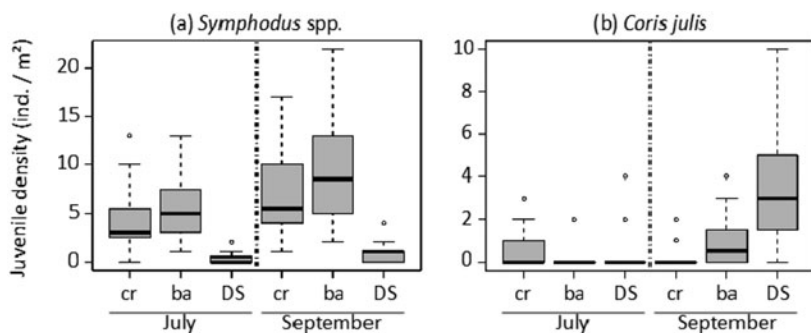 (a) Symphodus spp.
(b) Coris julis
Juvenile density (ind. / m²)
20
15
10
5
0
10
8
6
4
2
0
cr ba DS cr ba DS
July September
cr ba DS cr ba DS
July September